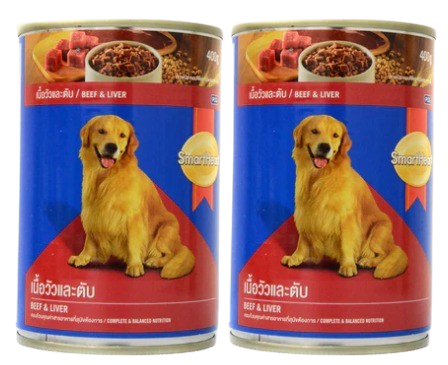 400g
เนื้อวัวและตับ / BEEF & LIVER
SmartHeart
เนื้อวัวและตับ
BEEF & LIVER
/ COMPLETE & BALANCED NUTRITION
400g
เนื้อวัวและตับ / BEEF & LIVER
SmartHeart
เนื้อวัวและตับ
BEEF & LIVER
/ COMPLETE & BALANCED NUTRITION